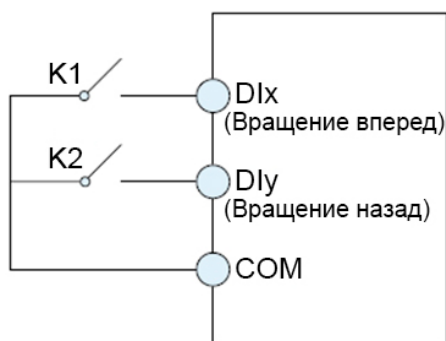 K1
DIx
(Вращение вперед)
K2
DIy
(Вращение назад)
COM